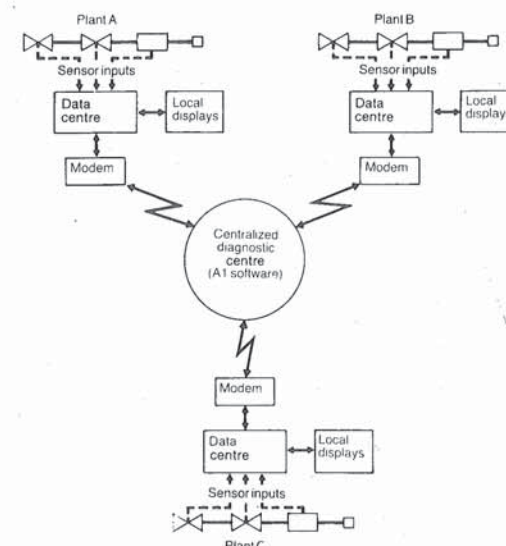 Plant A
Sensor inputs
Data
centre
Local
displays
Modem
Plant B
Sensor inputs
Data
centre
Local
displays
Modem
Centralized
diagnostic
centre
(A1 software)
Modem
Data
centre
Local
displays
Sensor inputs
Plant C